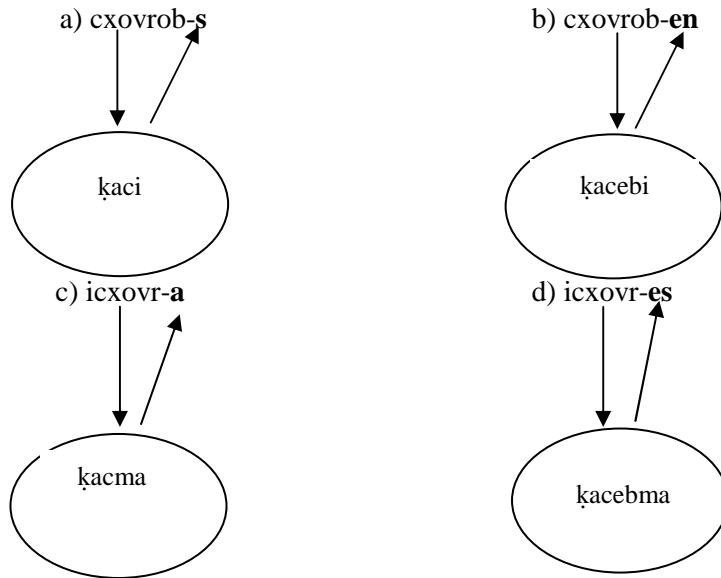 a) cxovrob-s
b) cxovrob-en
ḳaci
ḳacebi
c) icxovr-a
d) icxovr-es
ḳacma
ḳacebma